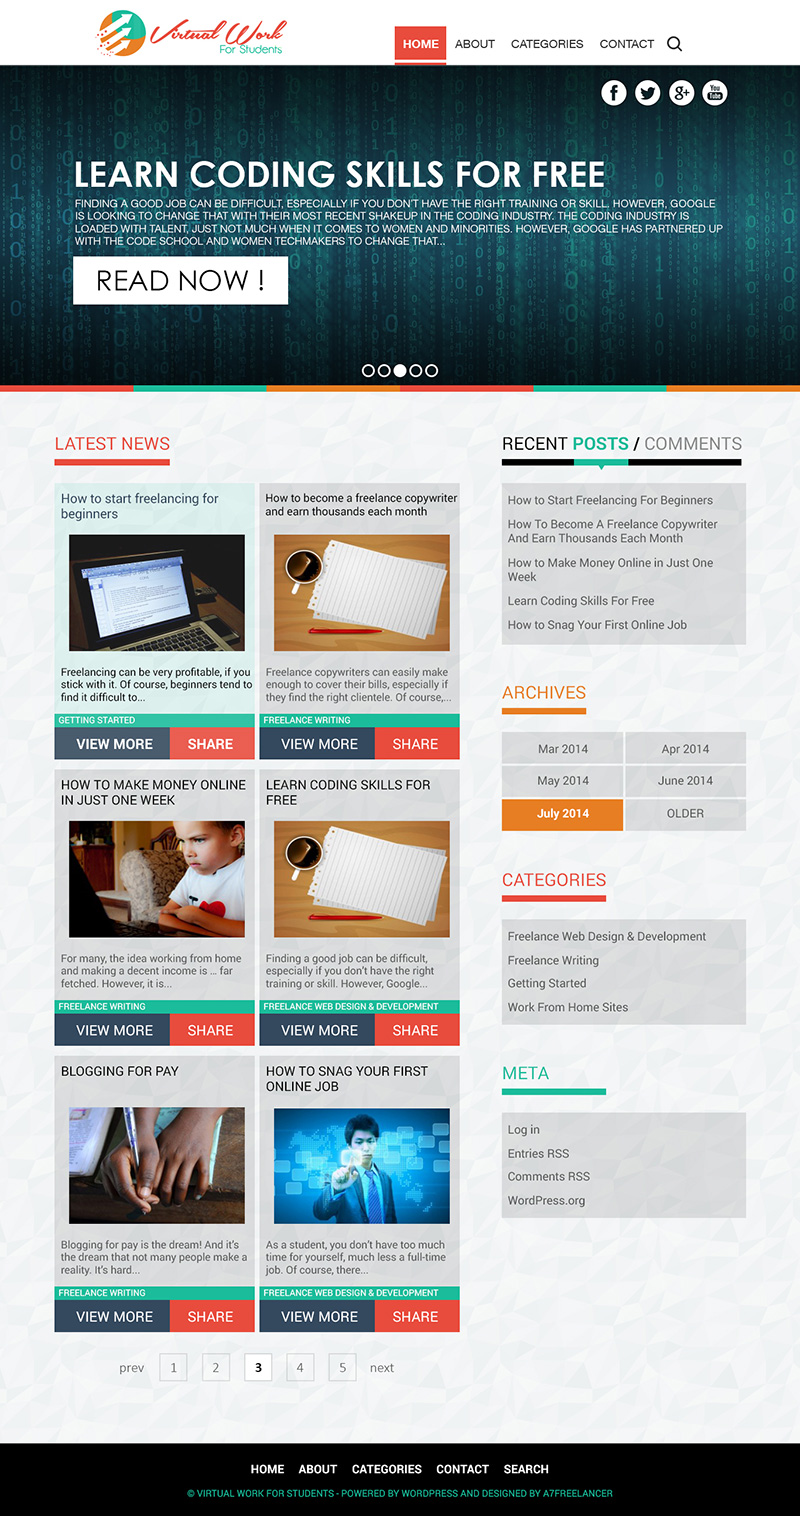 Virtual Work
For Students
HOME ABOUT CATEGORIES CONTACT
You
Tube
LEARN CODING SKILLS FOR FREE
FINDING A GOOD JOB CAN BE DIFFICULT, ESPECIALLY IF YOU DON'T HAVE THE RIGHT TRAINING OR SKILL. HOWEVER, GOOGLE
IS LOOKING TO CHANGE THAT WITH THEIR MOST RECENT SHAKEUP IN THE CODING INDUSTRY. THE CODING INDUSTRY IS
LOADED WITH TALENT, JUST NOT MUCH WHEN IT COMES TO WOMEN AND MINORITIES. HOWEVER, GOOGLE HAS PARTNERED UP
WITH THE CODE SCHOOL AND WOMEN TECHMAKERS TO CHANGE THAT...
READ NOW !
LATEST NEWS
How to start freelancing for
beginners
Freelancing can be very profitable, if you
stick with it. Of course, beginners tend to
find it difficult to...
GETTING STARTED
VIEW MORE SHARE
How to become a freelance copywriter
and earn thousands each month
Freelance copywriters can easily make
enough to cover their bills, especially if
they find the right clientele. Of course,...
FREELANCE WRITING
VIEW MORE SHARE
HOW TO MAKE MONEY ONLINE
IN JUST ONE WEEK
For many, the idea working from home
and making a decent income is ... far
fetched. However, it is...
FREELANCE WRITING
VIEW MORE SHARE
LEARN CODING SKILLS FOR
FREE
Finding a good job can be difficult,
especially if you don't have the right
training or skill. However, Google...
FREELANCE WEB DESIGN & DEVELOPMENT
VIEW MORE SHARE
BLOGGING FOR PAY
Blogging for pay is the dream! And it's
the dream that not many people make a
reality. It's hard...
FREELANCE WRITING
VIEW MORE SHARE
HOW TO SNAG YOUR FIRST
ONLINE JOB
As a student, you don't have too much
time for yourself, much less a full-time
job. Of course, there...
FREELANCE WEB DESIGN & DEVELOPMENT
VIEW MORE SHARE
prev 1 2 3 4 5 next
RECENT POSTS / COMMENTS
How to Start Freelancing For Beginners
How To Become A Freelance Copywriter
And Earn Thousands Each Month
How to Make Money Online in Just One
Week
Learn Coding Skills For Free
How to Snag Your First Online Job
ARCHIVES
Mar 2014 Apr 2014
May 2014 June 2014
July 2014 OLDER
CATEGORIES
Freelance Web Design & Development
Freelance Writing
Getting Started
Work From Home Sites
META
Log in
Entries RSS
Comments RSS
WordPress.org
HOME ABOUT CATEGORIES CONTACT SEARCH
© VIRTUAL WORK FOR STUDENTS - POWERED BY WORDPRESS AND DESIGNED BY A7FREELANCER